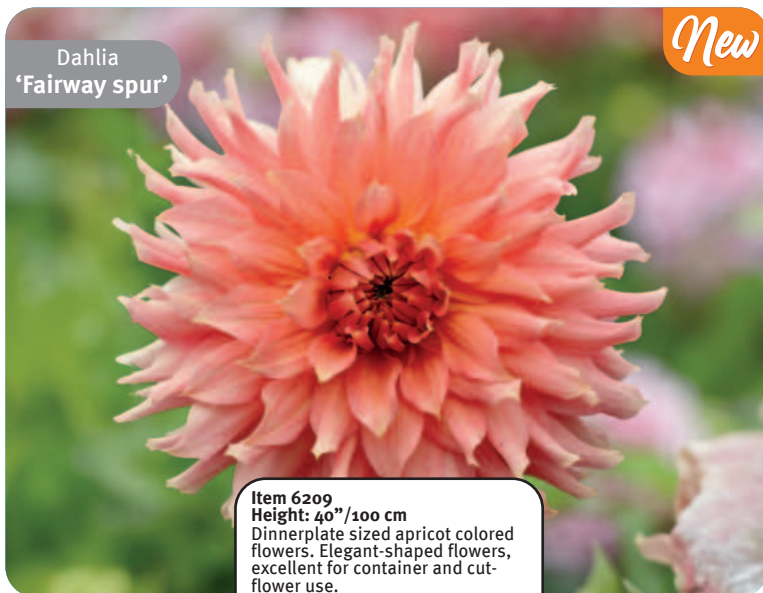 Dahlia
‘Fairway spur’
New
Item 6209
Height: 40”/100 cm
Dinnerplate sized apricot colored
flowers. Elegant-shaped flowers,
excellent for container and cut-
flower use.